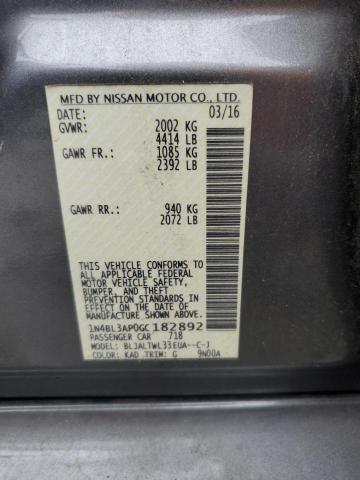 MFD BY NISSAN MOTOR CO., LTD.
DATE: 03/16
GVWR: 2002 KG
4414 LB
GAWR FR.: 1085 KG
2392 LB
GAWR RR.: 940 KG
2072 LB
THIS VEHICLE CONFORMS TO
ALL APPLICABLE FEDERAL
MOTOR VEHICLE SAFETY,
BUMPER, AND THEFT
PREVENTION STANDARDS IN
EFFECT ON THE DATE OF
MANUFACTURE SHOWN ABOVE.
1N4BL3AP0GC182892
PASSENGER CAR 718
MODEL: BLJALTWL33EUA--C-J
COLOR: KAD TRIM: G 9N00A